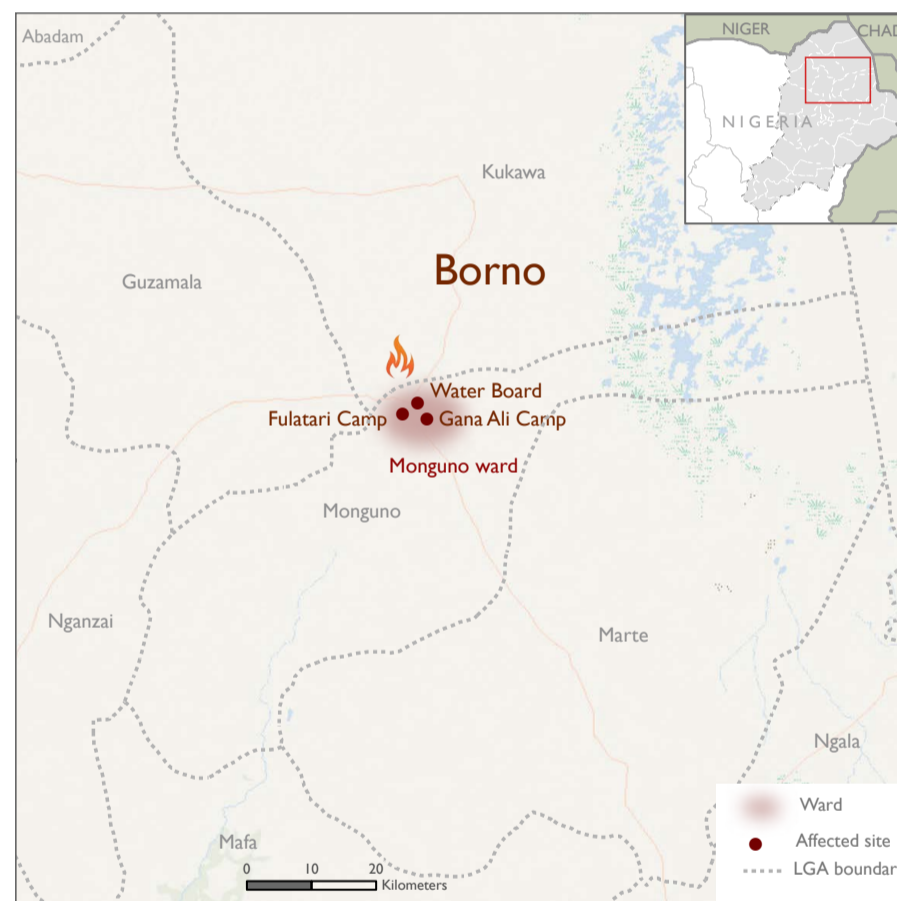 Abadam
NIGER
CHAD
NIGERIA
Kukawa
Borno
Guzamala
Water Board
Fulatari Camp
Gana Ali Camp
Monguno ward
Monguno
Nganzai
Marte
Ngala
Mafa
0 10 20
Kilometers
Ward
Affected site
LGA boundar